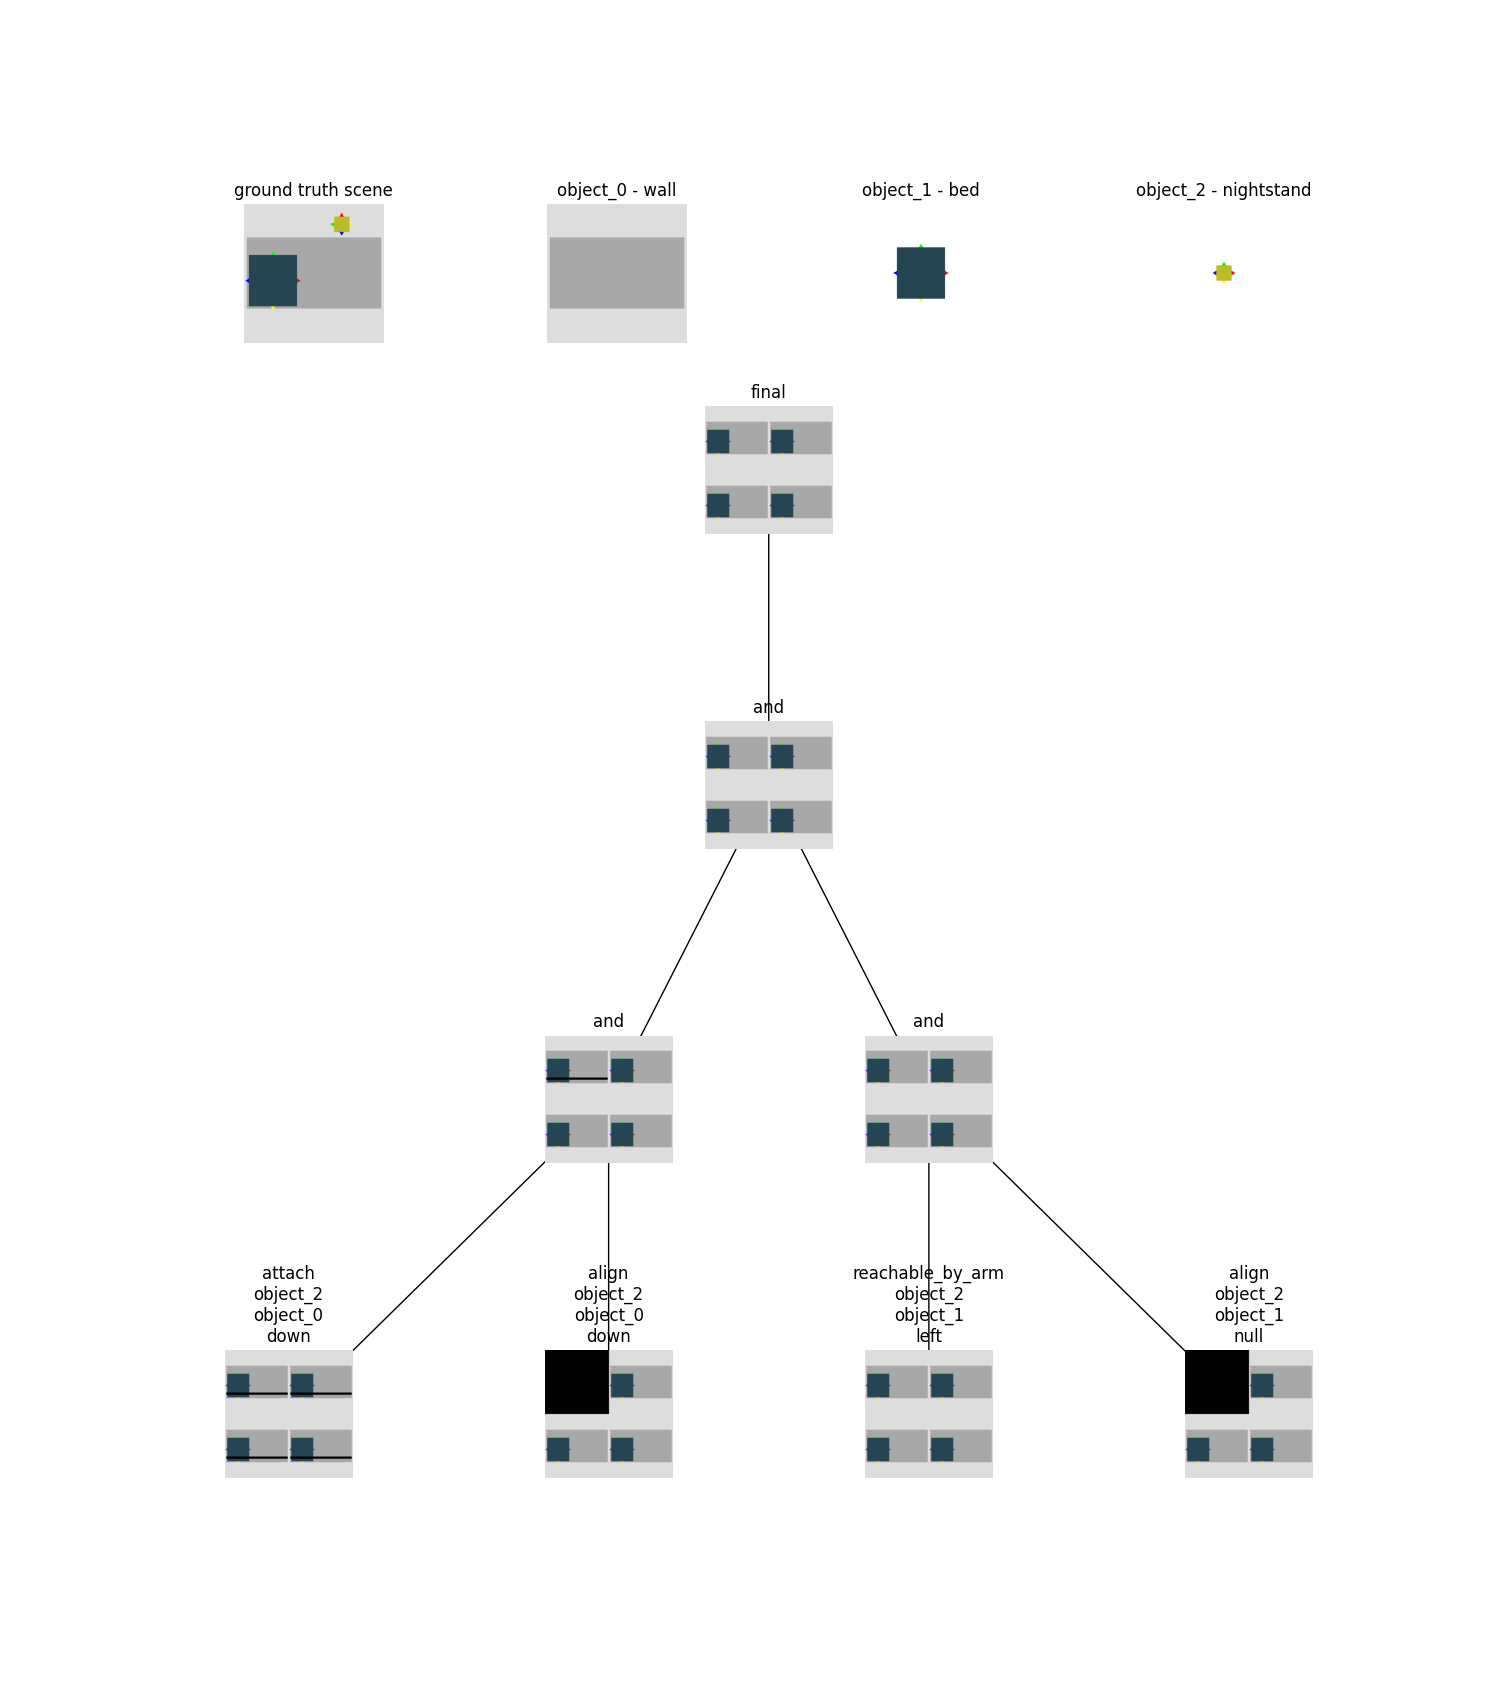 ground truth scene
object_0 - wall
object_1 - bed
object_2 - nightstand
final
and
and
and
attach
object_2
object_0
down
align
object_2
object_0
down
reachable_by_arm
object_2
object_1
left
align
object_2
object_1
null